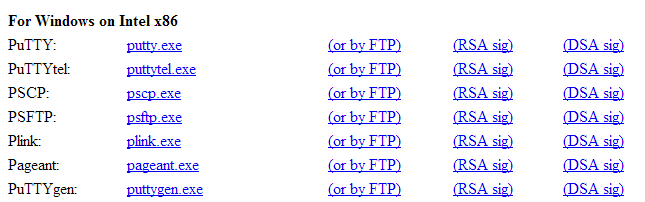 For Windows on Intel x86
PuTTY: putty.exe (or by FTP) (RSA sig) (DSA sig)
PuTTYtel: puttytel.exe (or by FTP) (RSA sig) (DSA sig)
PSCP: pscp.exe (or by FTP) (RSA sig) (DSA sig)
PSFTP: psftp.exe (or by FTP) (RSA sig) (DSA sig)
Plink: plink.exe (or by FTP) (RSA sig) (DSA sig)
Pageant: pageant.exe (or by FTP) (RSA sig) (DSA sig)
PuTTYgen: puttygen.exe (or by FTP) (RSA sig) (DSA sig)